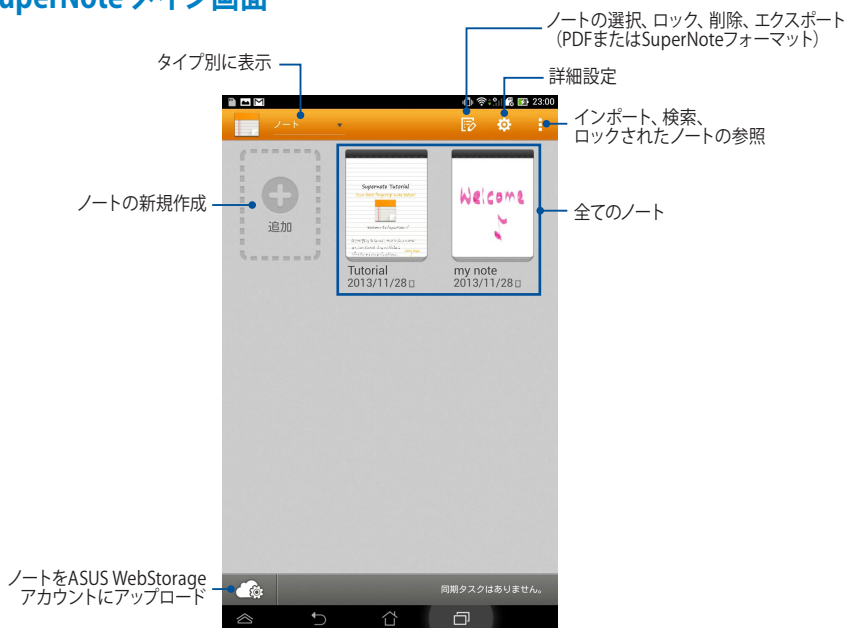 SuperNote メイン画面
ノートの選択、ロック、削除、エクスポート
（PDFまたはSuperNoteフォーマット）
タイプ別に表示
詳細設定
23:00
ノート
インポート、検索、
ロックされたノートの参照
Supernote Tutorial
Welcome
ノートの新規作成
追加
全てのノート
Tutorial
2013/11/28
my note
2013/11/28
ノートをASUS WebStorage
アカウントにアップロード
同期タスクはありません。